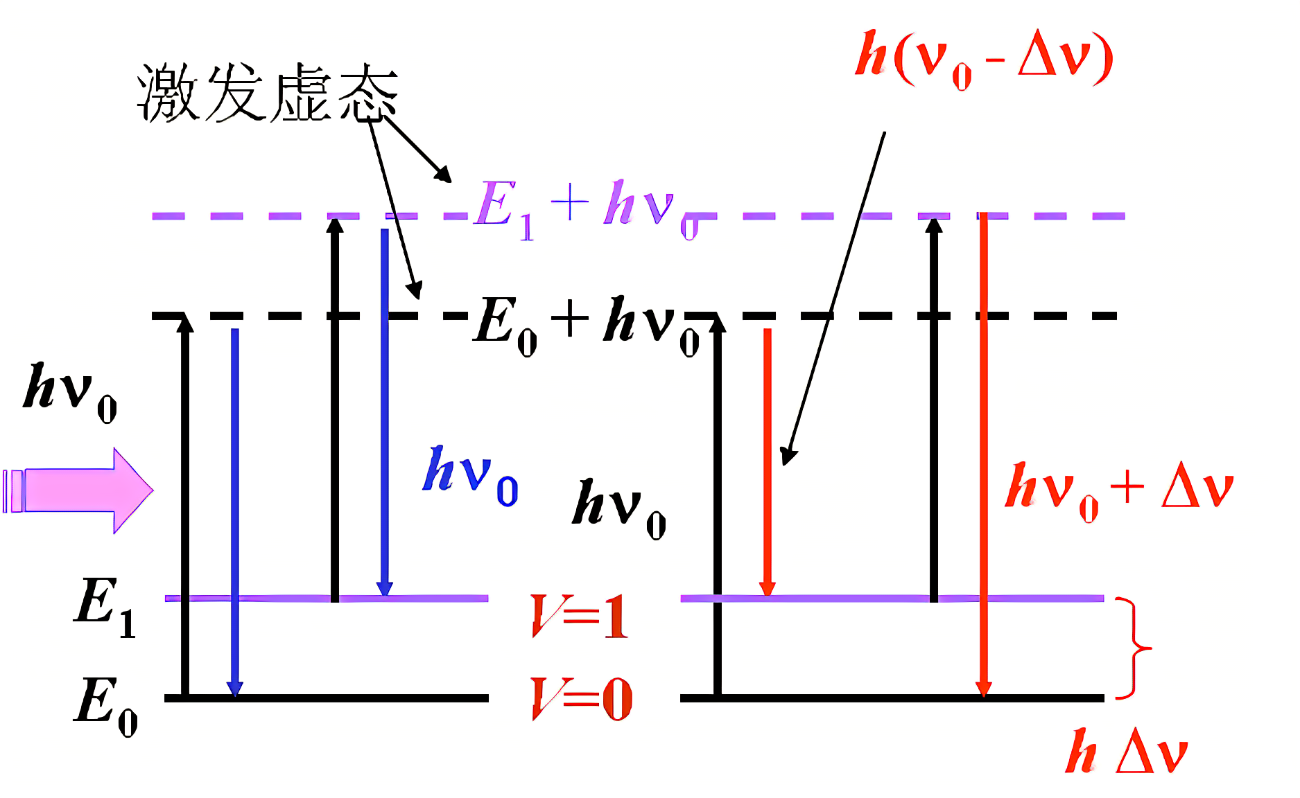 激发虚态
h(ν₀ - Δν)
E₁ + hν₀
E₀ + hν₀
hν₀
hν₀
hν₀
hν₀ + Δν
E₁
V=1
E₀
V=0
h Δν